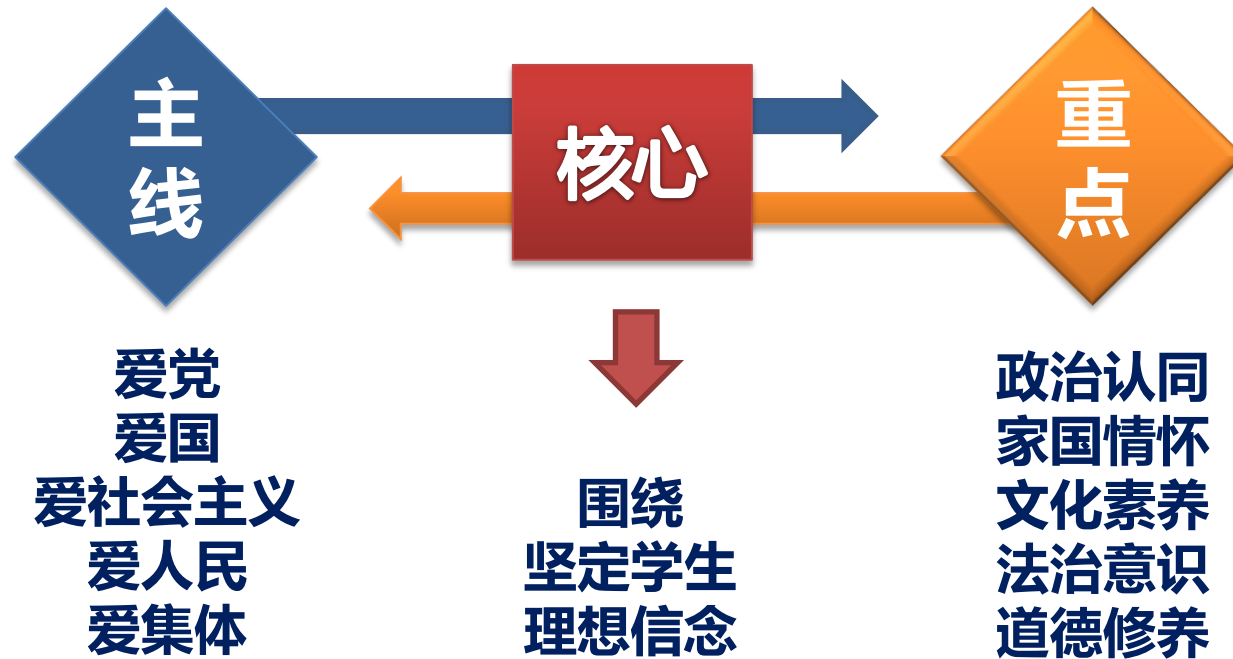 主
线
核心
重
点
爱党
爱国
爱社会主义
爱人民
爱集体
围绕
坚定学生
理想信念
政治认同
家国情怀
文化素养
法治意识
道德修养